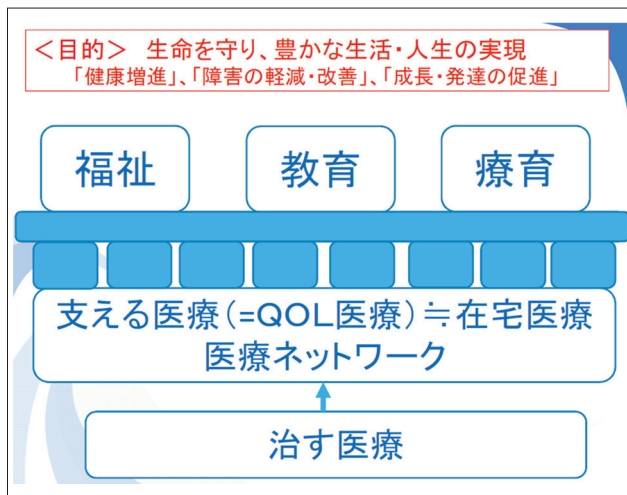 <目的> 生命を守り、豊かな生活・人生の実現
「健康増進」、「障害の軽減・改善」、「成長・発達の促進」
福祉
教育
療育
支える医療(=QOL医療)≒在宅医療
医療ネットワーク
治す医療